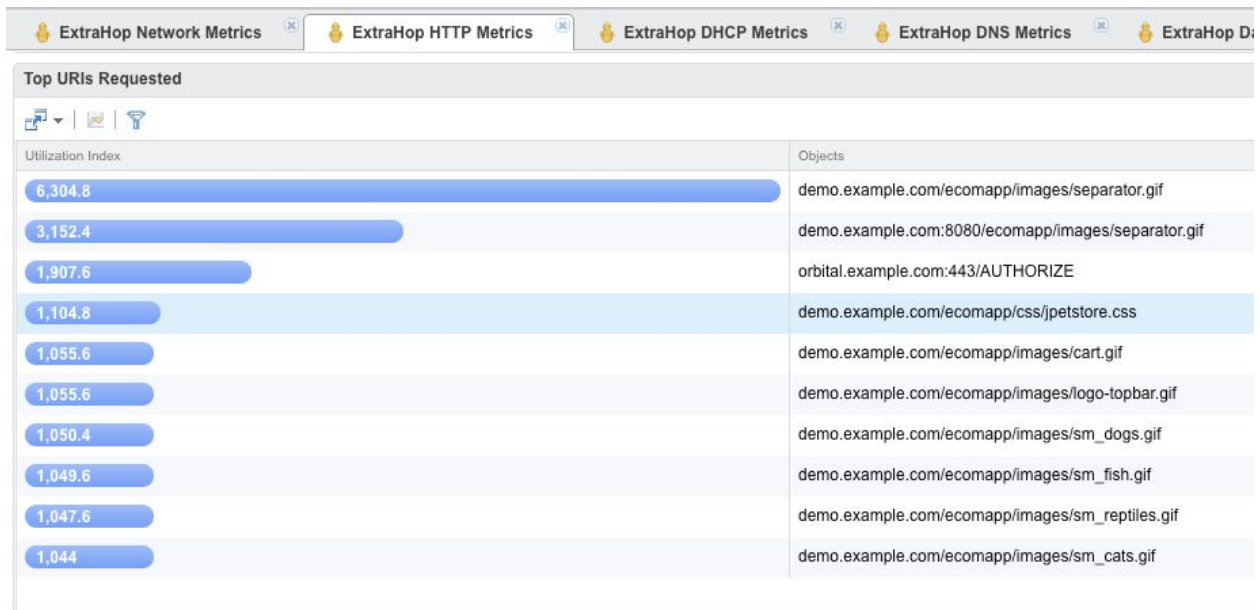 ExtraHop Network Metrics ExtraHop HTTP Metrics ExtraHop DHCP Metrics ExtraHop DNS Metrics ExtraHop
Top URIs Requested
Utilization Index Objects
6,304.8 demo.example.com/ecomapp/images/separator.gif
3,152.4 demo.example.com:8080/ecomapp/images/separator.gif
1,907.6 orbital.example.com:443/AUTHORIZE
1,104.8 demo.example.com/ecomapp/css/jpetstore.css
1,055.6 demo.example.com/ecomapp/images/cart.gif
1,055.6 demo.example.com/ecomapp/images/logo-topbar.gif
1,050.4 demo.example.com/ecomapp/images/sm_dogs.gif
1,049.6 demo.example.com/ecomapp/images/sm_fish.gif
1,047.6 demo.example.com/ecomapp/images/sm_reptiles.gif
1,044 demo.example.com/ecomapp/images/sm_cats.gif